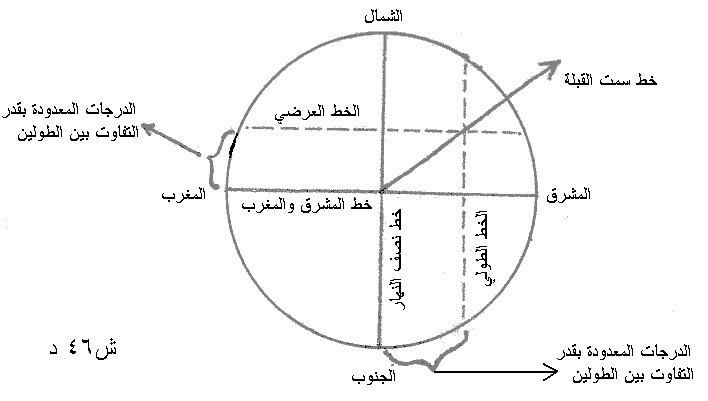 الشمال
خط سمت القبلة
الدرجات المعدودة بقدر
التفاوت بين الطولين
الخط العرضي
المشرق
المغرب
خط المشرق والمغرب
خط نصف النهار
الخط الطولي
ش٤٦ د
الجنوب
الدرجات المعدودة بقدر
التفاوت بين الطولين